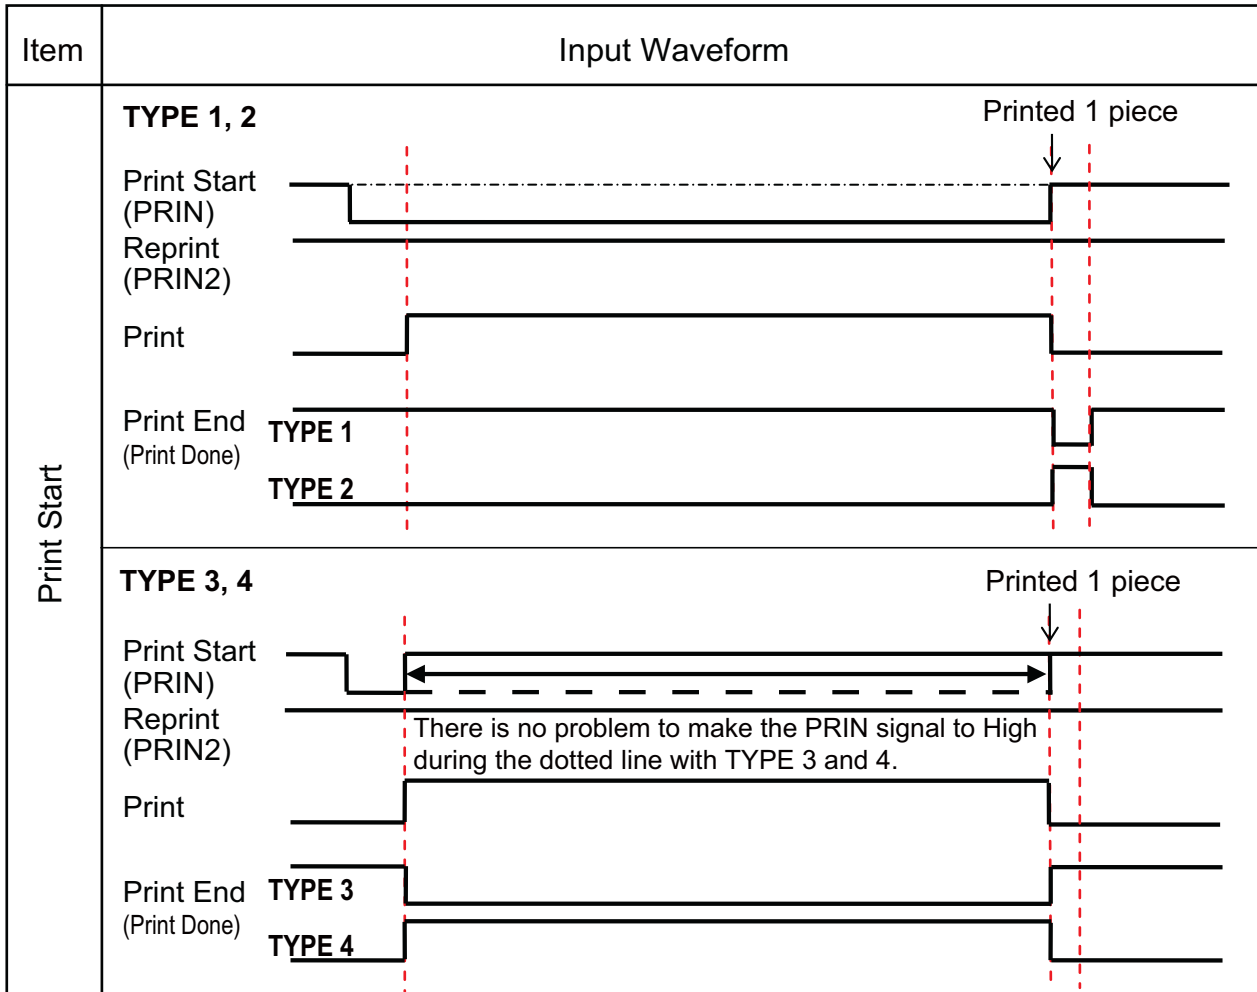 Item
Input Waveform
Print Start
TYPE 1, 2
Printed 1 piece
Print Start
(PRIN)
Reprint
(PRIN2)
Print
Print End
(Print Done)
TYPE 1
TYPE 2
TYPE 3, 4
Printed 1 piece
Print Start
(PRIN)
Reprint
(PRIN2)
There is no problem to make the PRIN signal to High
during the dotted line with TYPE 3 and 4.
Print
Print End
(Print Done)
TYPE 3
TYPE 4